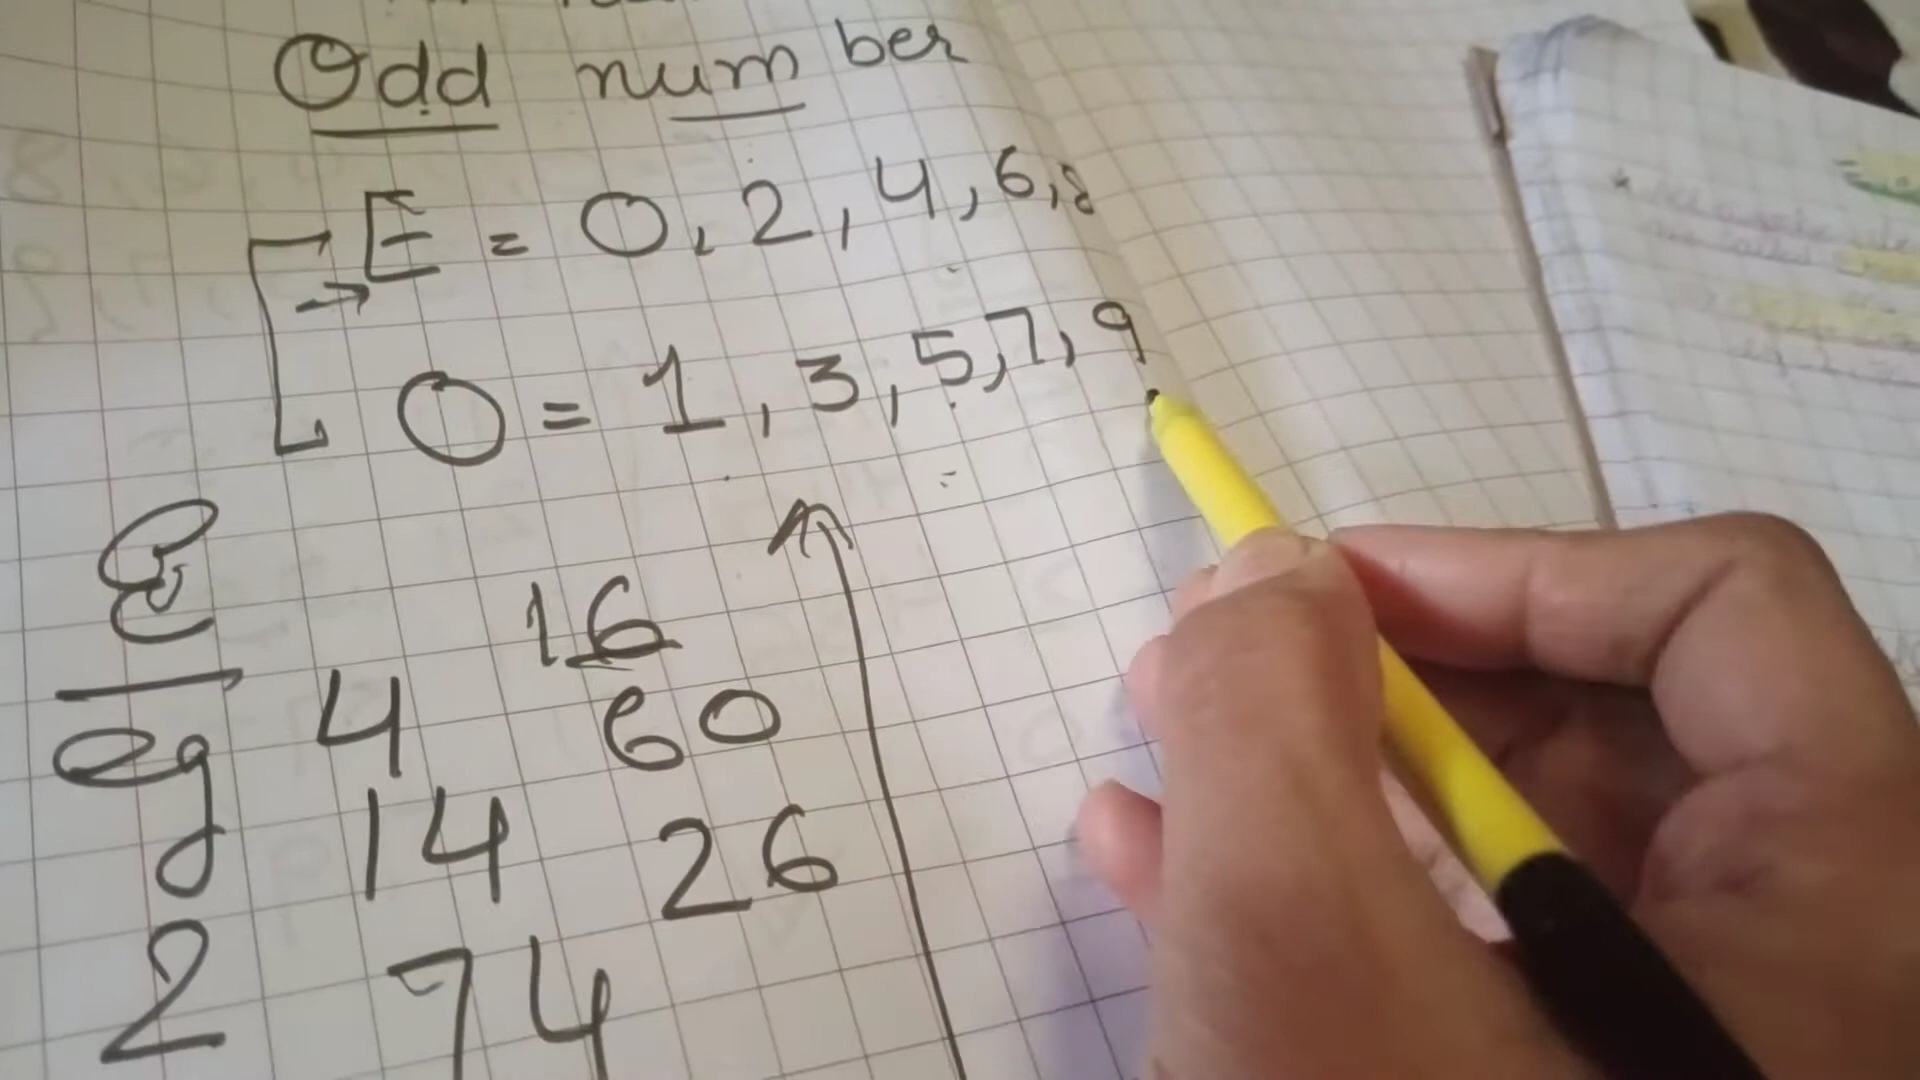 Odd number
→ E = 0, 2, 4, 6, 8
O = 1, 3, 5, 7, 9
E
eg 4 16
60
14 26
2 74